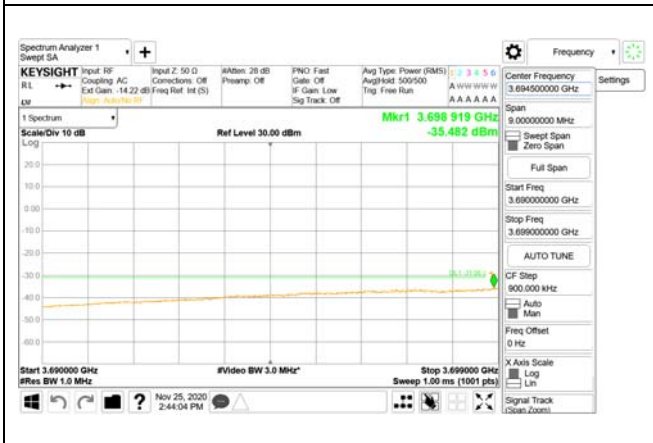 Spectrum Analyzer 1
Swept SA
Frequency
KEYSIGHT
RL
Input: RF
Coupling: AC
Ext Gain: -14.22 dB
Align: Auto/No RF
Input Z: 50 Ω
Corrections: Off
Freq Ref: Int (S)
#Atten: 28 dB
Preamp: Off
PNO: Fast
Gate: Off
IF Gain: Low
Sig Track: Off
Avg Type: Power (RMS)
Avg|Hold: 500/500
Trig: Free Run
1 2 3 4 5 6
A W W W W W
A A A A A A
1 Spectrum
Scale/Div 10 dB
Ref Level 30.00 dBm
Mkr1 3.698 919 GHz
-35.482 dBm
Log
20.0
10.0
0.00
-10.0
-20.0
-30.0
-40.0
-50.0
-60.0
Start 3.690000 GHz
#Res BW 1.0 MHz
#Video BW 3.0 MHz*
Stop 3.699000 GHz
Sweep 1.00 ms (1001 pts)
Nov 25, 2020
2:44:04 PM
Center Frequency
3.694500000 GHz
Settings
Span
9.00000000 MHz
Swept Span
Zero Span
Full Span
Start Freq
3.690000000 GHz
Stop Freq
3.699000000 GHz
AUTO TUNE
CF Step
900.000 kHz
Auto
Man
Freq Offset
0 Hz
X Axis Scale
Log
Lin
Signal Track
(Span Zoom)